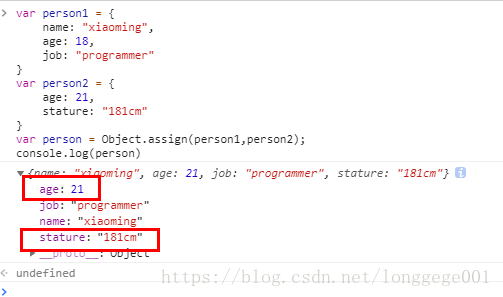 var person1 = {
name: "xiaoming",
age: 18,
job: "programmer"
}
var person2 = {
age: 21,
stature: "181cm"
}
var person = Object.assign(person1,person2);
console.log(person)
{name: "xiaoming", age: 21, job: "programmer", stature: "181cm"}
age: 21
job: "programmer"
name: "xiaoming"
stature: "181cm"
__proto__: Object
undefined
https://blog.csdn.net/longgege001